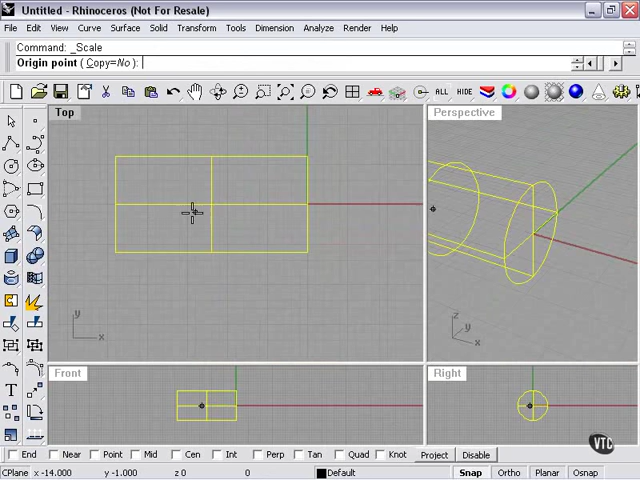 Untitled - Rhinoceros (Not For Resale)
File Edit View Curve Surface Solid Transform Tools Dimension Analyze Render Help
Command: _Scale
Origin point ( Copy=No ):
ALL HIDE
Top
Perspective
y
x
z
y
x
Front
Right
VTC
End Near Point Mid Cen Int Perp Tan Quad Knot Project Disable
CPlane x -14.000 y -1.000 z 0 0 Default Snap Ortho Planar Osnap